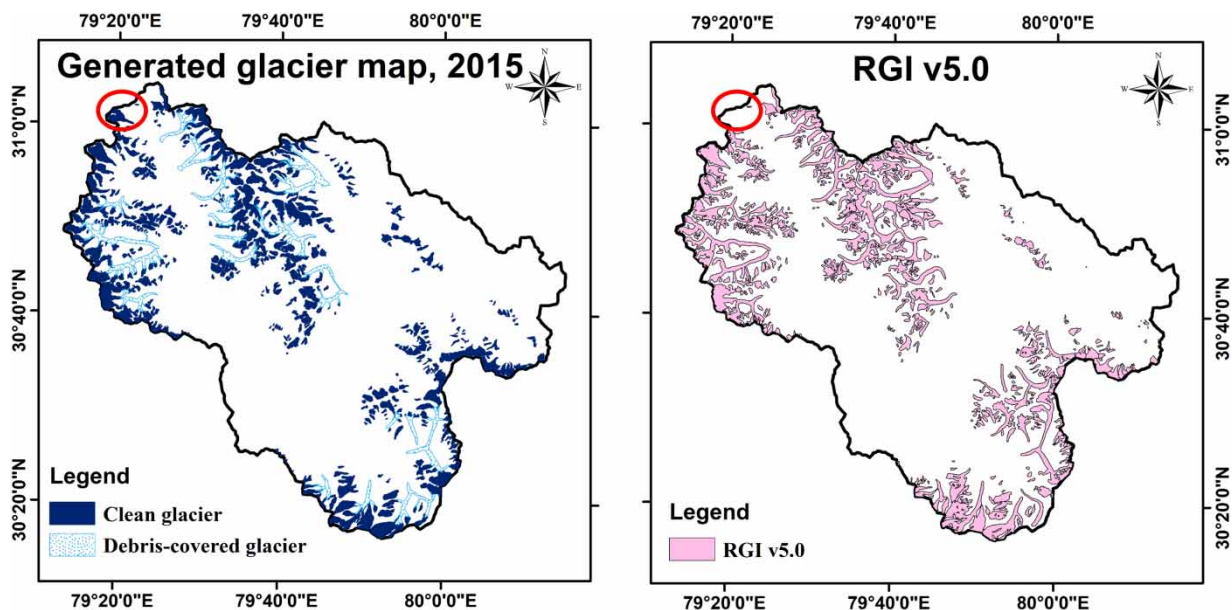 79°20'0"E 79°40'0"E 80°0'0"E
Generated glacier map, 2015
N
W E
S
31°0'0"N
30°40'0"N
30°20'0"N
Legend
Clean glacier
Debris-covered glacier
79°20'0"E 79°40'0"E 80°0'0"E
79°20'0"E 79°40'0"E 80°0'0"E
RGI v5.0
N
W E
S
31°0'0"N
30°40'0"N
30°20'0"N
Legend
RGI v5.0
79°20'0"E 79°40'0"E 80°0'0"E